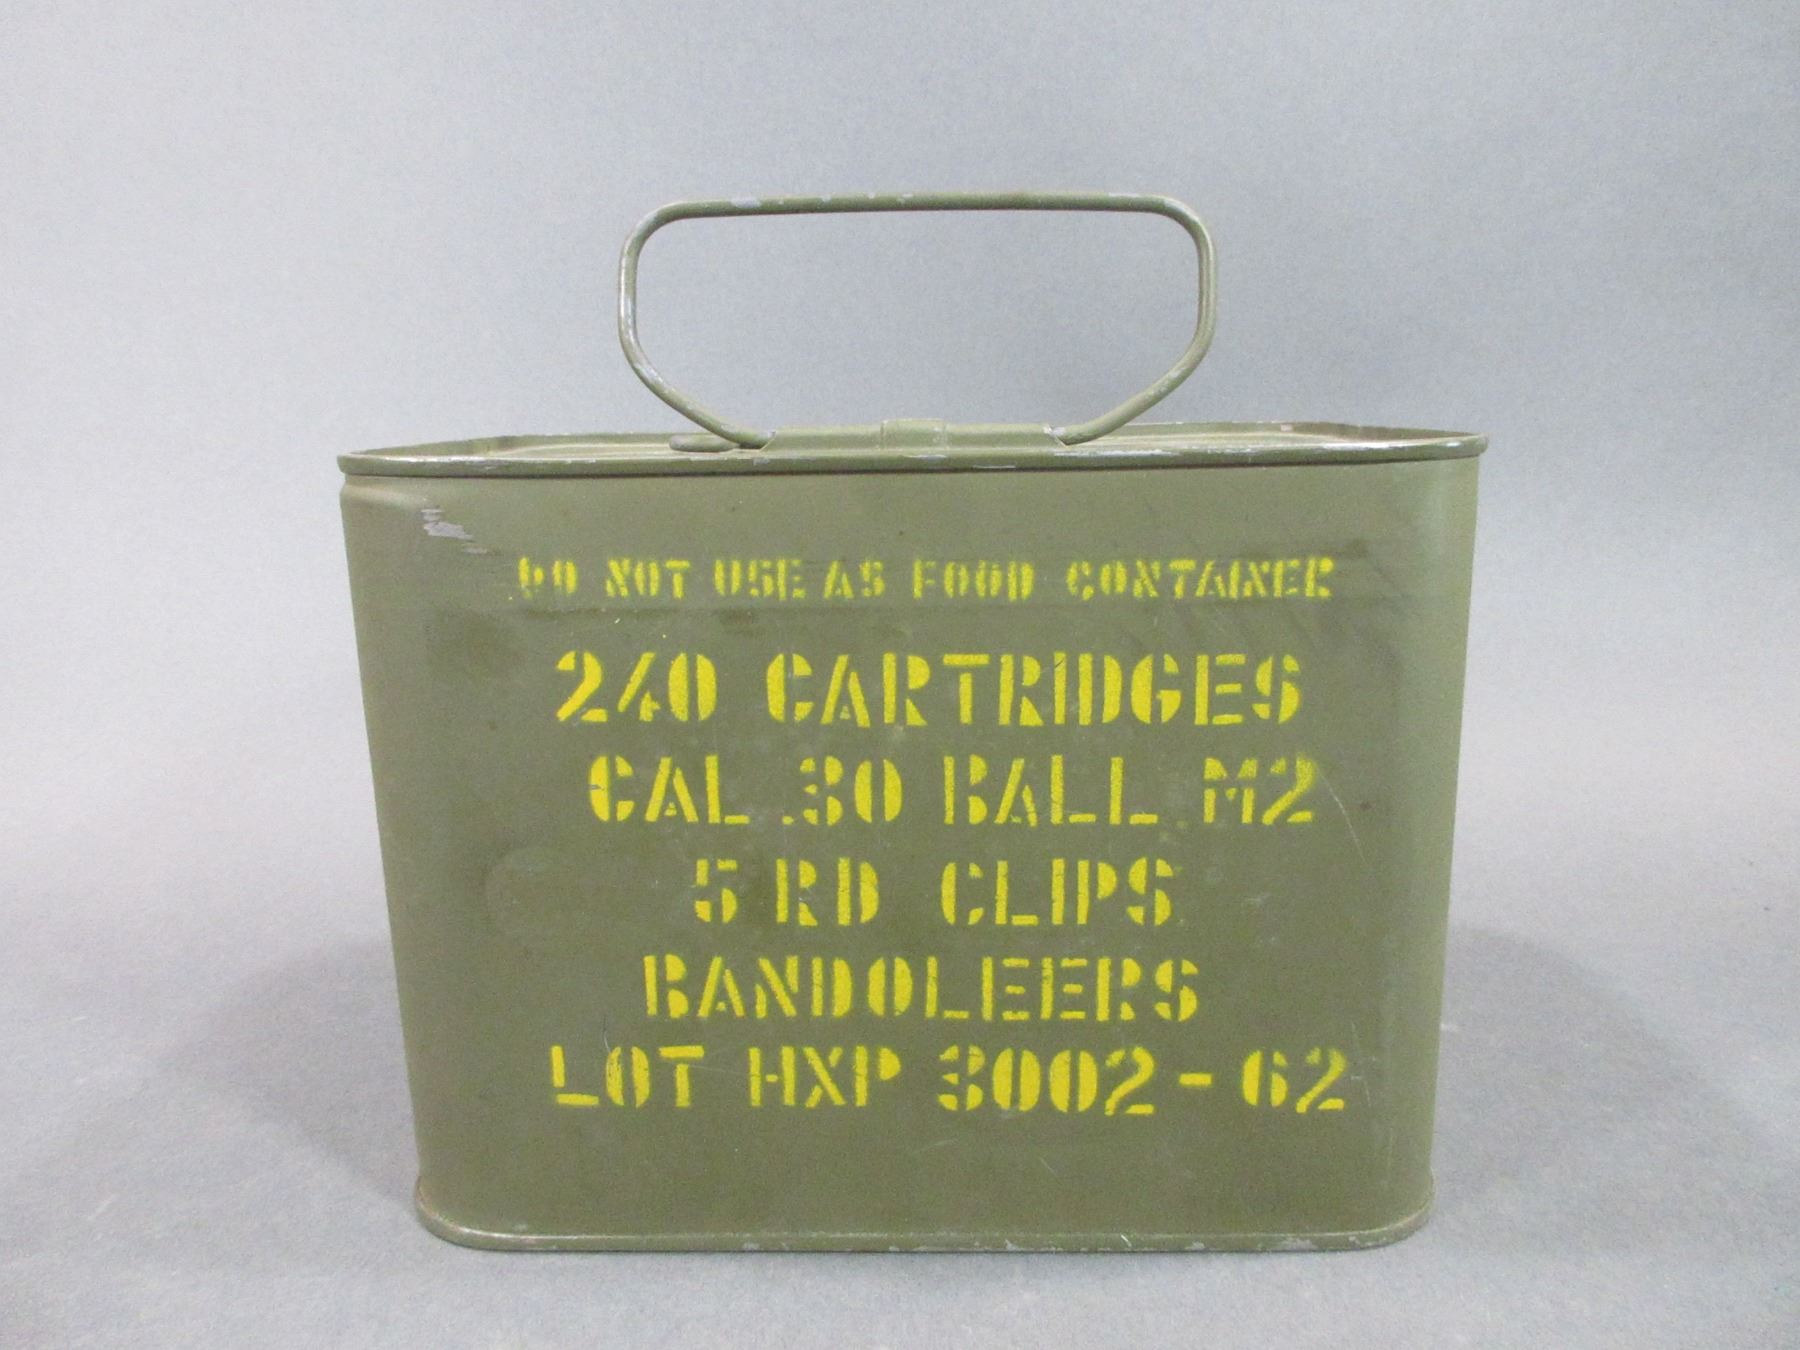 DO NOT USE AS FOOD CONTAINER
240 CARTRIDGES
CAL .30 BALL M2
5 RD CLIPS
BANDOLEERS
LOT HXP 3002-62